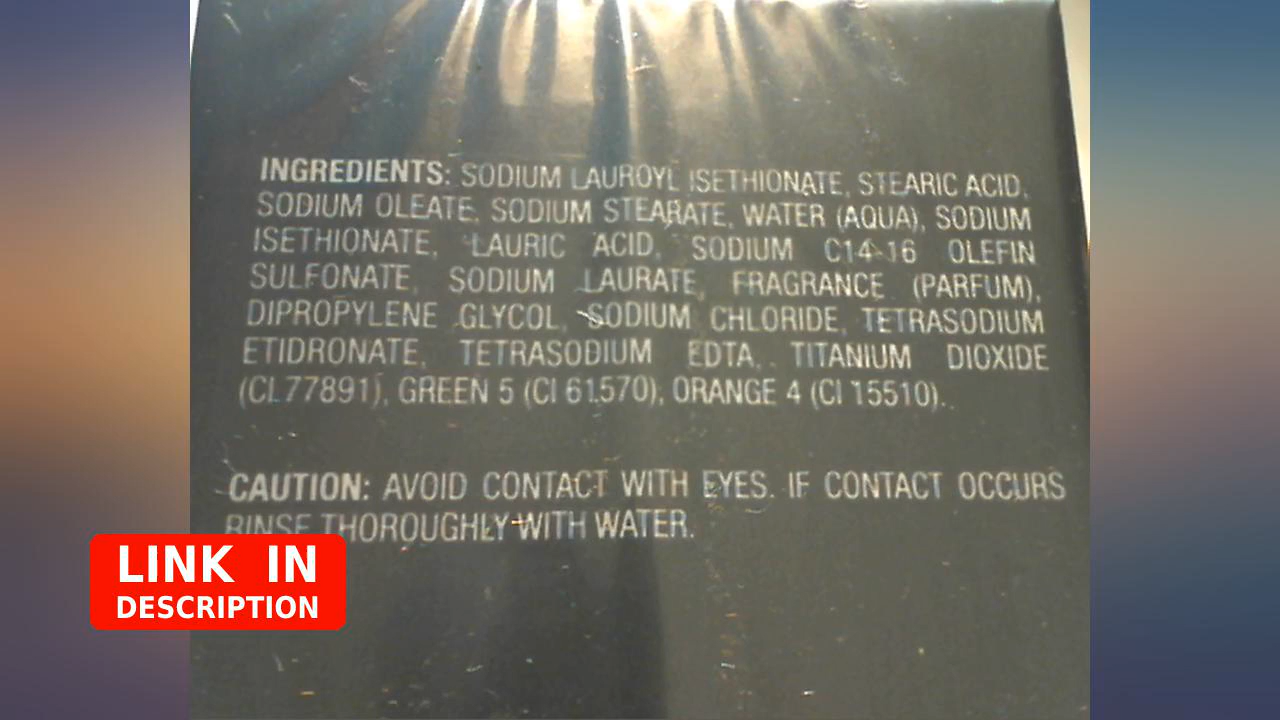 INGREDIENTS: SODIUM LAUROYL ISETHIONATE, STEARIC ACID,
SODIUM OLEATE, SODIUM STEARATE, WATER (AQUA), SODIUM
ISETHIONATE, LAURIC ACID, SODIUM C14-16 OLEFIN
SULFONATE, SODIUM LAURATE, FRAGRANCE (PARFUM),
DIPROPYLENE GLYCOL, SODIUM CHLORIDE, TETRASODIUM
ETIDRONATE, TETRASODIUM EDTA, TITANIUM DIOXIDE
(CI 77891), GREEN 5 (CI 61570), ORANGE 4 (CI 15510).
CAUTION: AVOID CONTACT WITH EYES. IF CONTACT OCCURS
RINSE THOROUGHLY WITH WATER.
LINK IN
DESCRIPTION